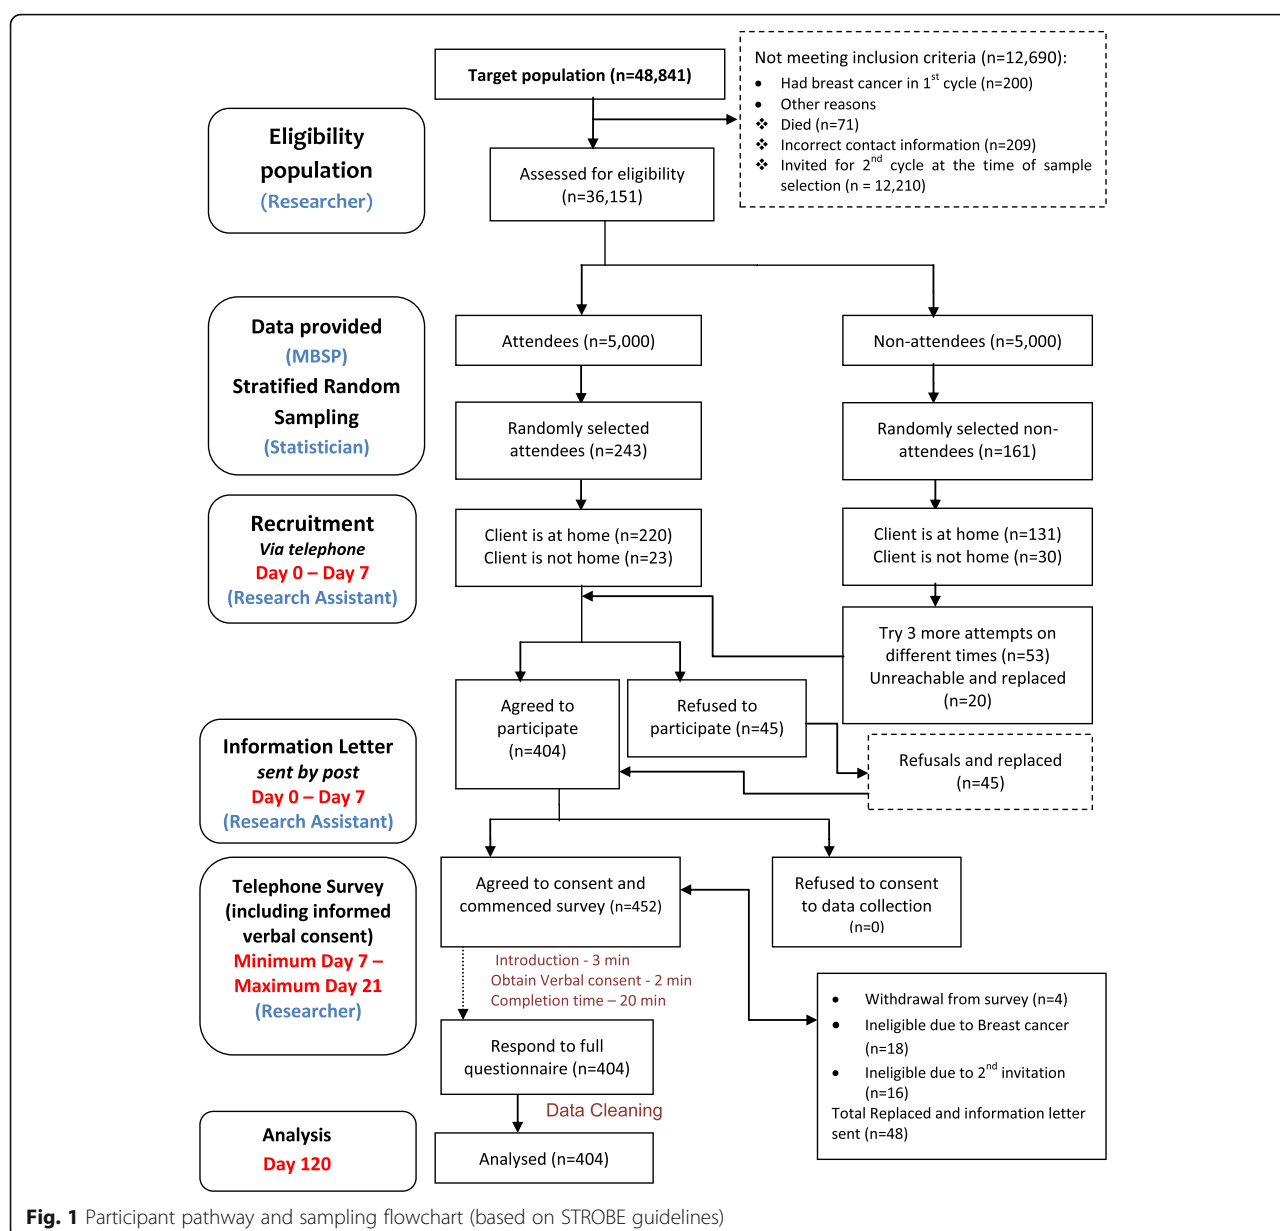 Target population (n=48,841)
Not meeting inclusion criteria (n=12,690):
• Had breast cancer in 1st cycle (n=200)
• Other reasons
❖ Died (n=71)
❖ Incorrect contact information (n=209)
❖ Invited for 2nd cycle at the time of sample
selection (n = 12,210)
Eligibility
population
(Researcher)
Assessed for eligibility
(n=36,151)
Data provided
(MBSP)
Stratified Random
Sampling
(Statistician)
Attendees (n=5,000)
Non-attendees (n=5,000)
Randomly selected
attendees (n=243)
Randomly selected non-
attendees (n=161)
Recruitment
Via telephone
Day 0 – Day 7
(Research Assistant)
Client is at home (n=220)
Client is not home (n=23)
Client is at home (n=131)
Client is not home (n=30)
Try 3 more attempts on
different times (n=53)
Unreachable and replaced
(n=20)
Agreed to
participate
(n=404)
Refused to
participate (n=45)
Refusals and replaced
(n=45)
Information Letter
sent by post
Day 0 – Day 7
(Research Assistant)
Telephone Survey
(including informed
verbal consent)
Minimum Day 7 –
Maximum Day 21
(Researcher)
Agreed to consent and
commenced survey (n=452)
Refused to consent
to data collection
(n=0)
Introduction - 3 min
Obtain Verbal consent - 2 min
Completion time – 20 min
• Withdrawal from survey (n=4)
• Ineligible due to Breast cancer
(n=18)
• Ineligible due to 2nd invitation
(n=16)
Total Replaced and information letter
sent (n=48)
Respond to full
questionnaire (n=404)
Data Cleaning
Analysis
Day 120
Analysed (n=404)
Fig. 1 Participant pathway and sampling flowchart (based on STROBE guidelines)